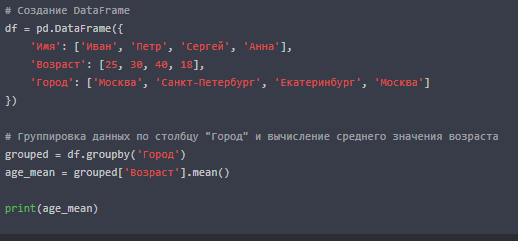 # Создание DataFrame
df = pd.DataFrame({
    'Имя': ['Иван', 'Петр', 'Сергей', 'Анна'],
    'Возраст': [25, 30, 40, 18],
    'Город': ['Москва', 'Санкт-Петербург', 'Екатеринбург', 'Москва']
})
# Группировка данных по столбцу "Город" и вычисление среднего значения возраста
grouped = df.groupby('Город')
age_mean = grouped['Возраст'].mean()
print(age_mean)